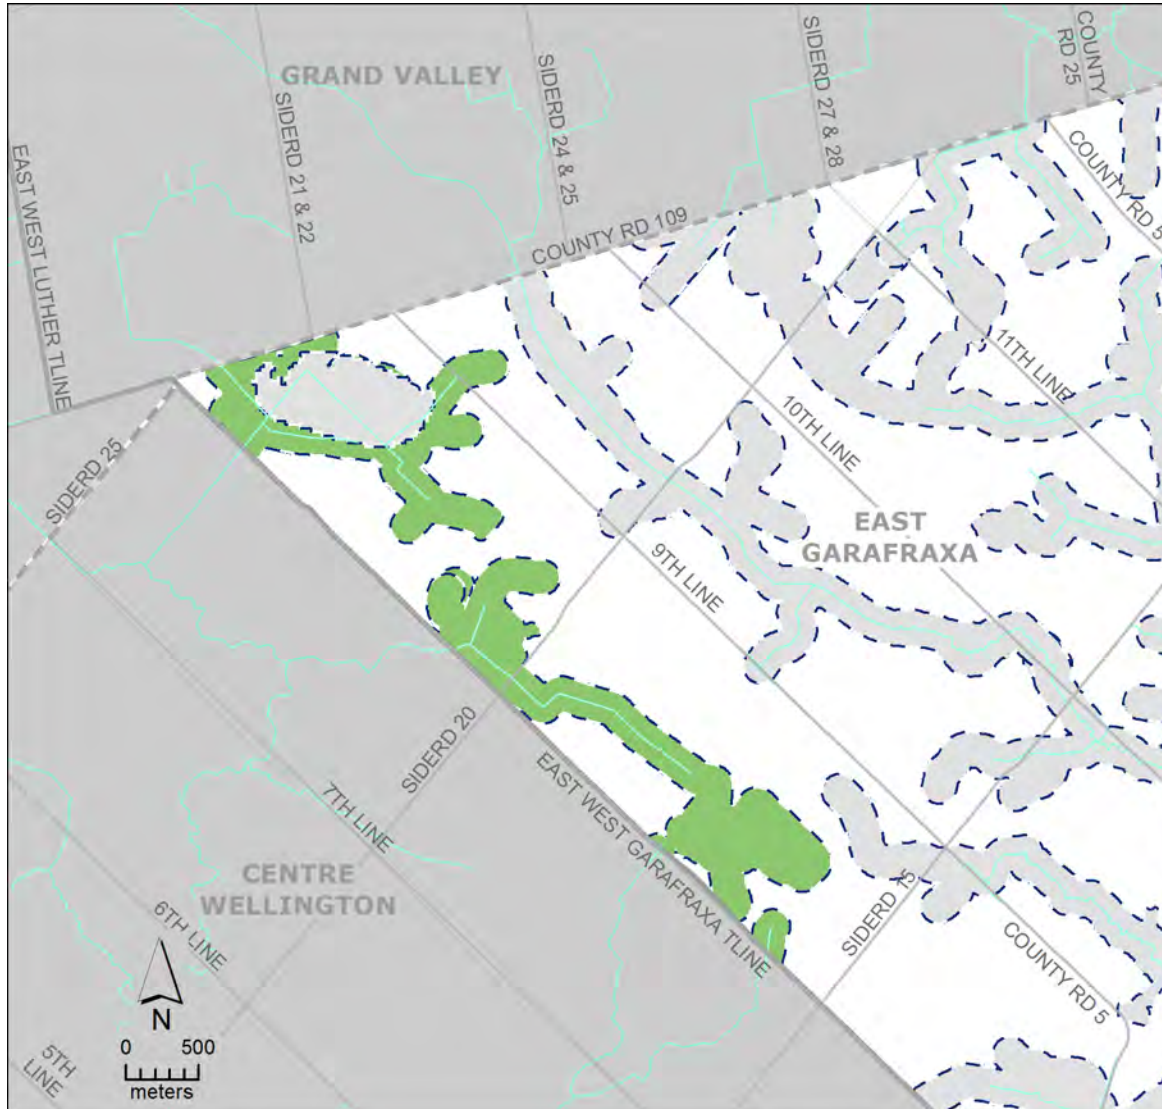 GRAND VALLEY
SIDERD 21 & 22
SIDERD 24 & 25
SIDERD 27 & 28
COUNTY
RD 25
EAST WEST LUTHER TLINE
COUNTY RD 109
COUNTY RD 5
11TH LINE
10TH LINE
SIDERD 25
EAST
GARAFRAXA
9TH LINE
SIDERD 20
7TH LINE
EAST WEST GARAFRAXA TLINE
CENTRE
WELLINGTON
6TH LINE
SIDERD 15
COUNTY RD 5
N
0 500
meters
5TH
LINE